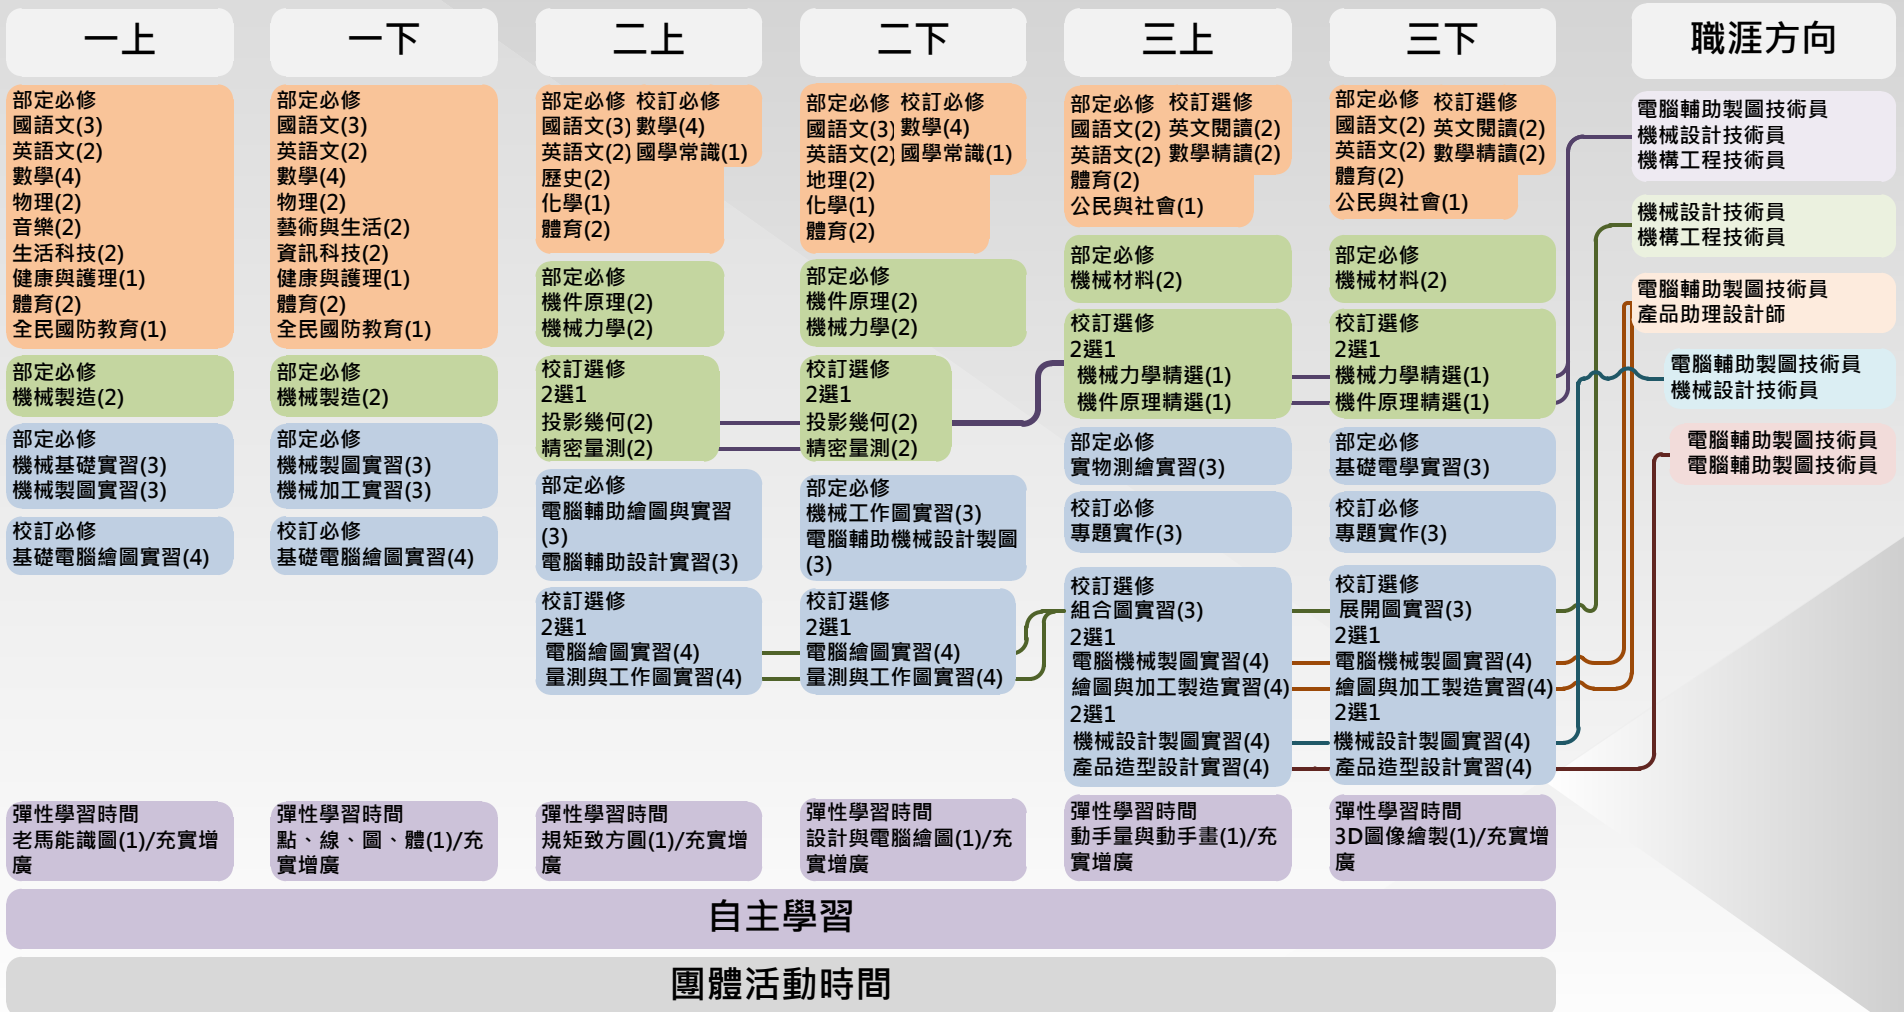 一上
一下
二上
二下
三上
三下
職涯方向
部定必修
國語文(3)
英語文(2)
數學(4)
物理(2)
音樂(2)
生活科技(2)
健康與護理(1)
體育(2)
全民國防教育(1)
部定必修
機械製造(2)
部定必修
機械基礎實習(3)
機械製圖實習(3)
校訂必修
基礎電腦繪圖實習(4)
彈性學習時間
老馬能識圖(1)/充實增
廣
部定必修
國語文(3)
英語文(2)
數學(4)
物理(2)
藝術與生活(2)
資訊科技(2)
健康與護理(1)
體育(2)
全民國防教育(1)
部定必修
機械製造(2)
部定必修
機械製圖實習(3)
機械加工實習(3)
校訂必修
基礎電腦繪圖實習(4)
彈性學習時間
點、線、圖、體(1)/充
實增廣
部定必修 校訂必修
國語文(3) 數學(4)
英語文(2) 國學常識(1)
歷史(2)
化學(1)
體育(2)
部定必修
機件原理(2)
機械力學(2)
校訂選修
2選1
投影幾何(2)
精密量測(2)
部定必修
電腦輔助繪圖與實習
(3)
電腦輔助設計實習(3)
校訂選修
2選1
電腦繪圖實習(4)
量測與工作圖實習(4)
彈性學習時間
規矩致方圓(1)/充實增
廣
部定必修 校訂必修
國語文(3) 數學(4)
英語文(2) 國學常識(1)
地理(2)
化學(1)
體育(2)
部定必修
機件原理(2)
機械力學(2)
校訂選修
2選1
投影幾何(2)
精密量測(2)
部定必修
機械工作圖實習(3)
電腦輔助機械設計製圖
(3)
校訂選修
2選1
電腦繪圖實習(4)
量測與工作圖實習(4)
彈性學習時間
設計與電腦繪圖(1)/充
實增廣
部定必修 校訂選修
國語文(2) 英文閱讀(2)
英語文(2) 數學精讀(2)
體育(2)
公民與社會(1)
部定必修
機械材料(2)
校訂選修
2選1
機械力學精選(1)
機件原理精選(1)
部定必修
實物測繪實習(3)
校訂必修
專題實作(3)
校訂選修
組合圖實習(3)
2選1
電腦機械製圖實習(4)
繪圖與加工製造實習(4)
2選1
機械設計製圖實習(4)
產品造型設計實習(4)
彈性學習時間
動手量與動手畫(1)/充
實增廣
部定必修 校訂選修
國語文(2) 英文閱讀(2)
英語文(2) 數學精讀(2)
體育(2)
公民與社會(1)
部定必修
機械材料(2)
校訂選修
2選1
機械力學精選(1)
機件原理精選(1)
部定必修
基礎電學實習(3)
校訂必修
專題實作(3)
校訂選修
展開圖實習(3)
2選1
電腦機械製圖實習(4)
繪圖與加工製造實習(4)
2選1
機械設計製圖實習(4)
產品造型設計實習(4)
彈性學習時間
3D圖像繪製(1)/充實增
廣
電腦輔助製圖技術員
機械設計技術員
機構工程技術員
機械設計技術員
機構工程技術員
電腦輔助製圖技術員
產品助理設計師
電腦輔助製圖技術員
機械設計技術員
電腦輔助製圖技術員
電腦輔助製圖技術員
自主學習
團體活動時間